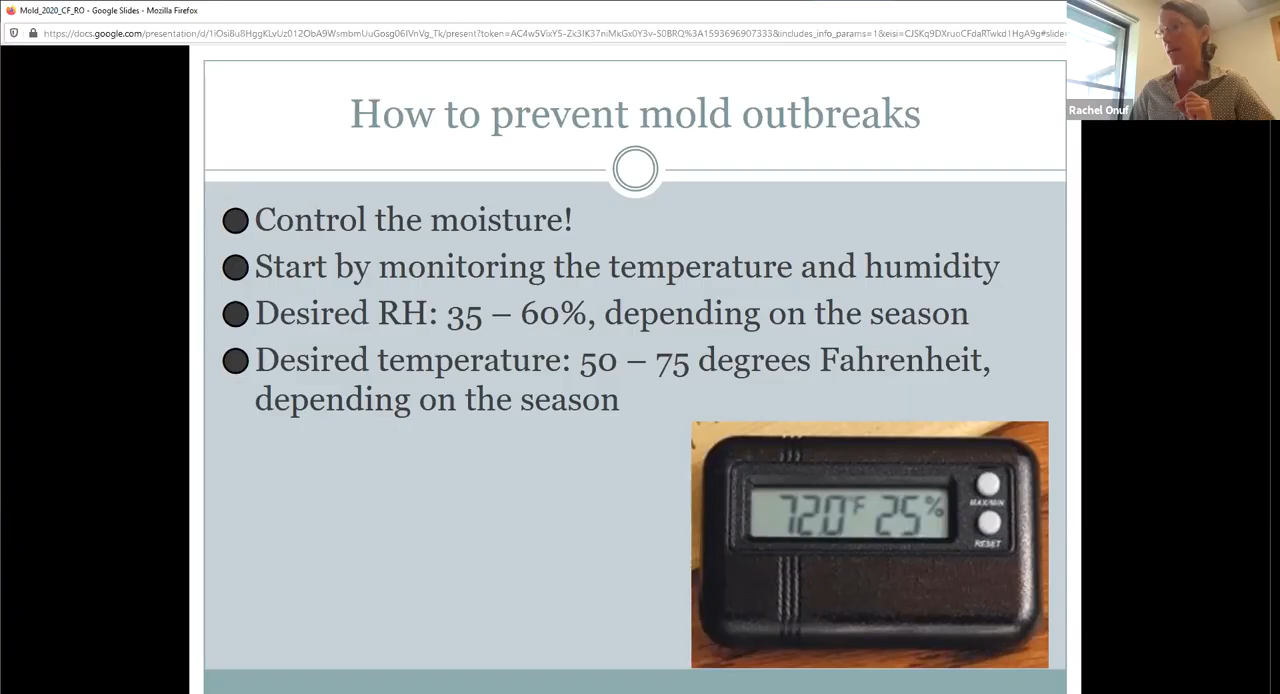 Mold_2020_CF_RO - Google Slides - Mozilla Firefox
Rachel Onuf
How to prevent mold outbreaks
Control the moisture!
Start by monitoring the temperature and humidity
Desired RH: 35 – 60%, depending on the season
Desired temperature: 50 – 75 degrees Fahrenheit,
depending on the season
720°F 25%
MAX/MIN
RESET